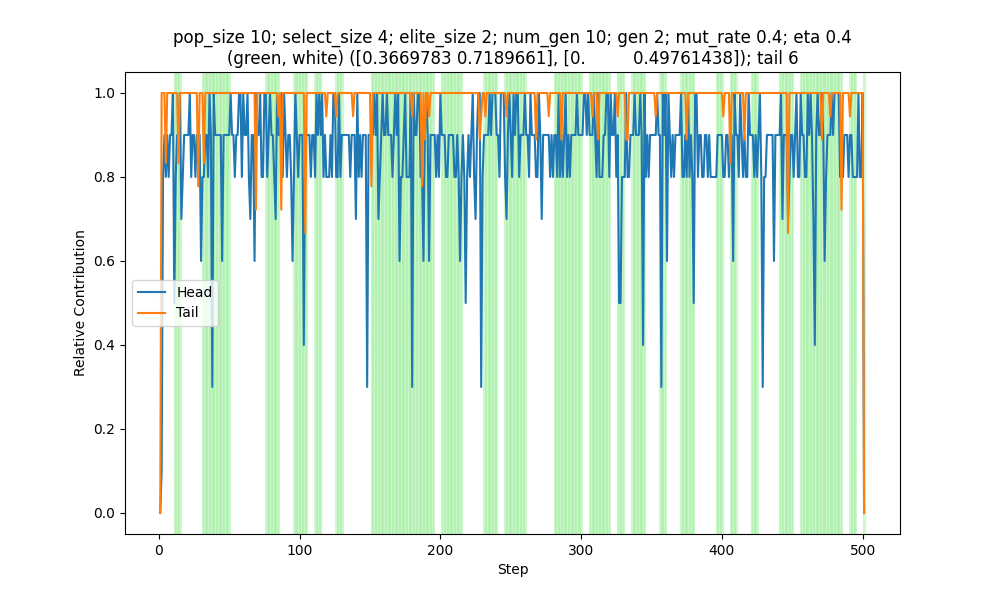 pop_size 10; select_size 4; elite_size 2; num_gen 10; gen 2; mut_rate 0.4; eta 0.4
(green, white) ([0.3669783 0.7189661], [0.         0.49761438]); tail 6
1.0
0.8
0.6
0.4
0.2
0.0
Relative Contribution
Head
Tail
0
100
200
300
400
500
Step